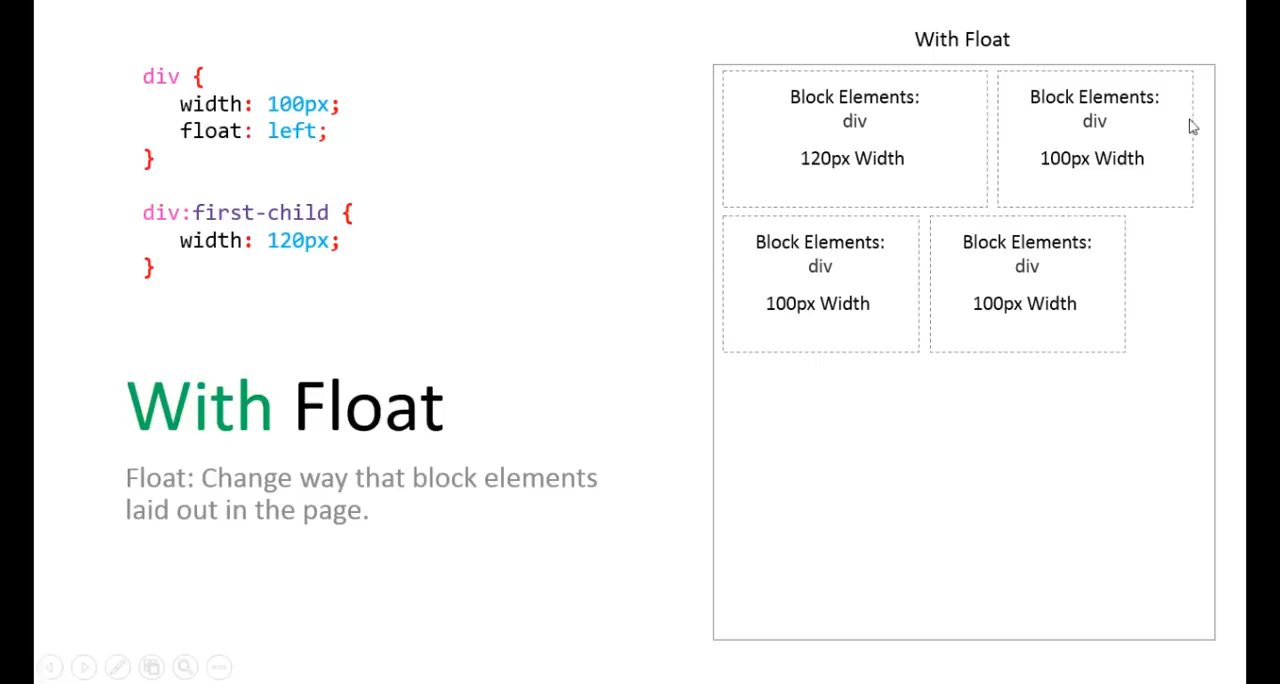 div {
width: 100px;
float: left;
}
div:first-child {
width: 120px;
}
With Float
Float: Change way that block elements
laid out in the page.
With Float
Block Elements:
div
120px Width
Block Elements:
div
100px Width
Block Elements:
div
100px Width
Block Elements:
div
100px Width